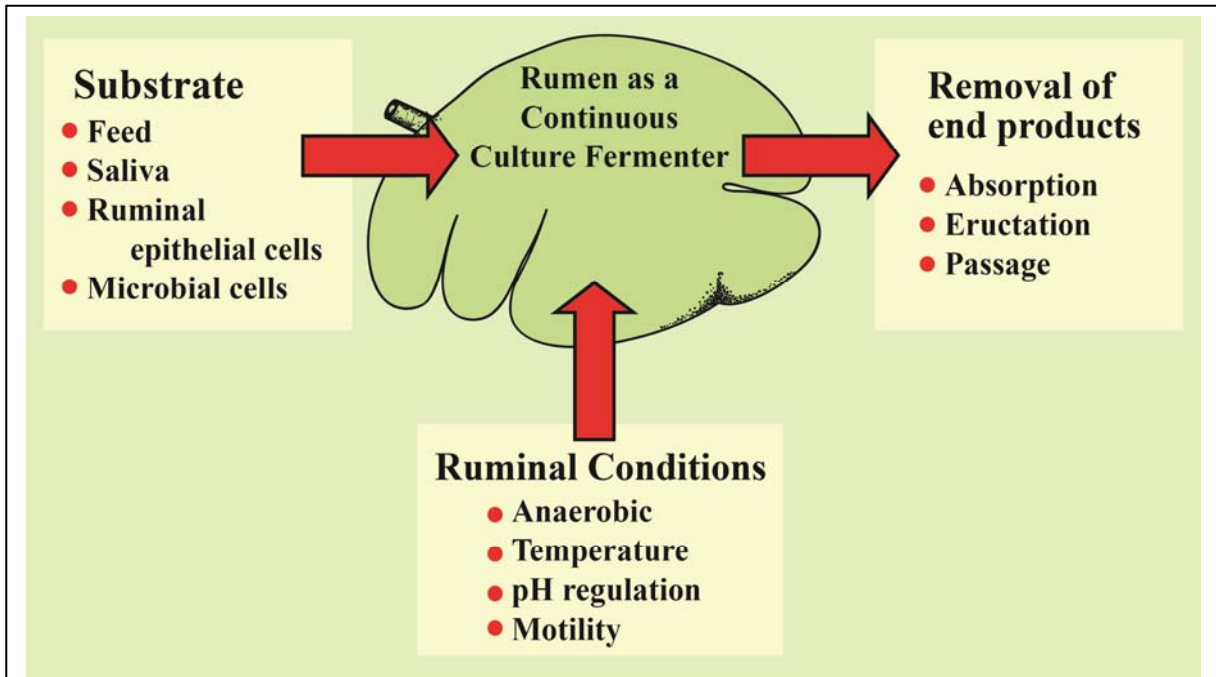 Substrate
Feed
Saliva
Ruminal
epithelial cells
Microbial cells
Rumen as a
Continuous
Culture Fermenter
Removal of
end products
Absorption
Eructation
Passage
Ruminal Conditions
Anaerobic
Temperature
pH regulation
Motility